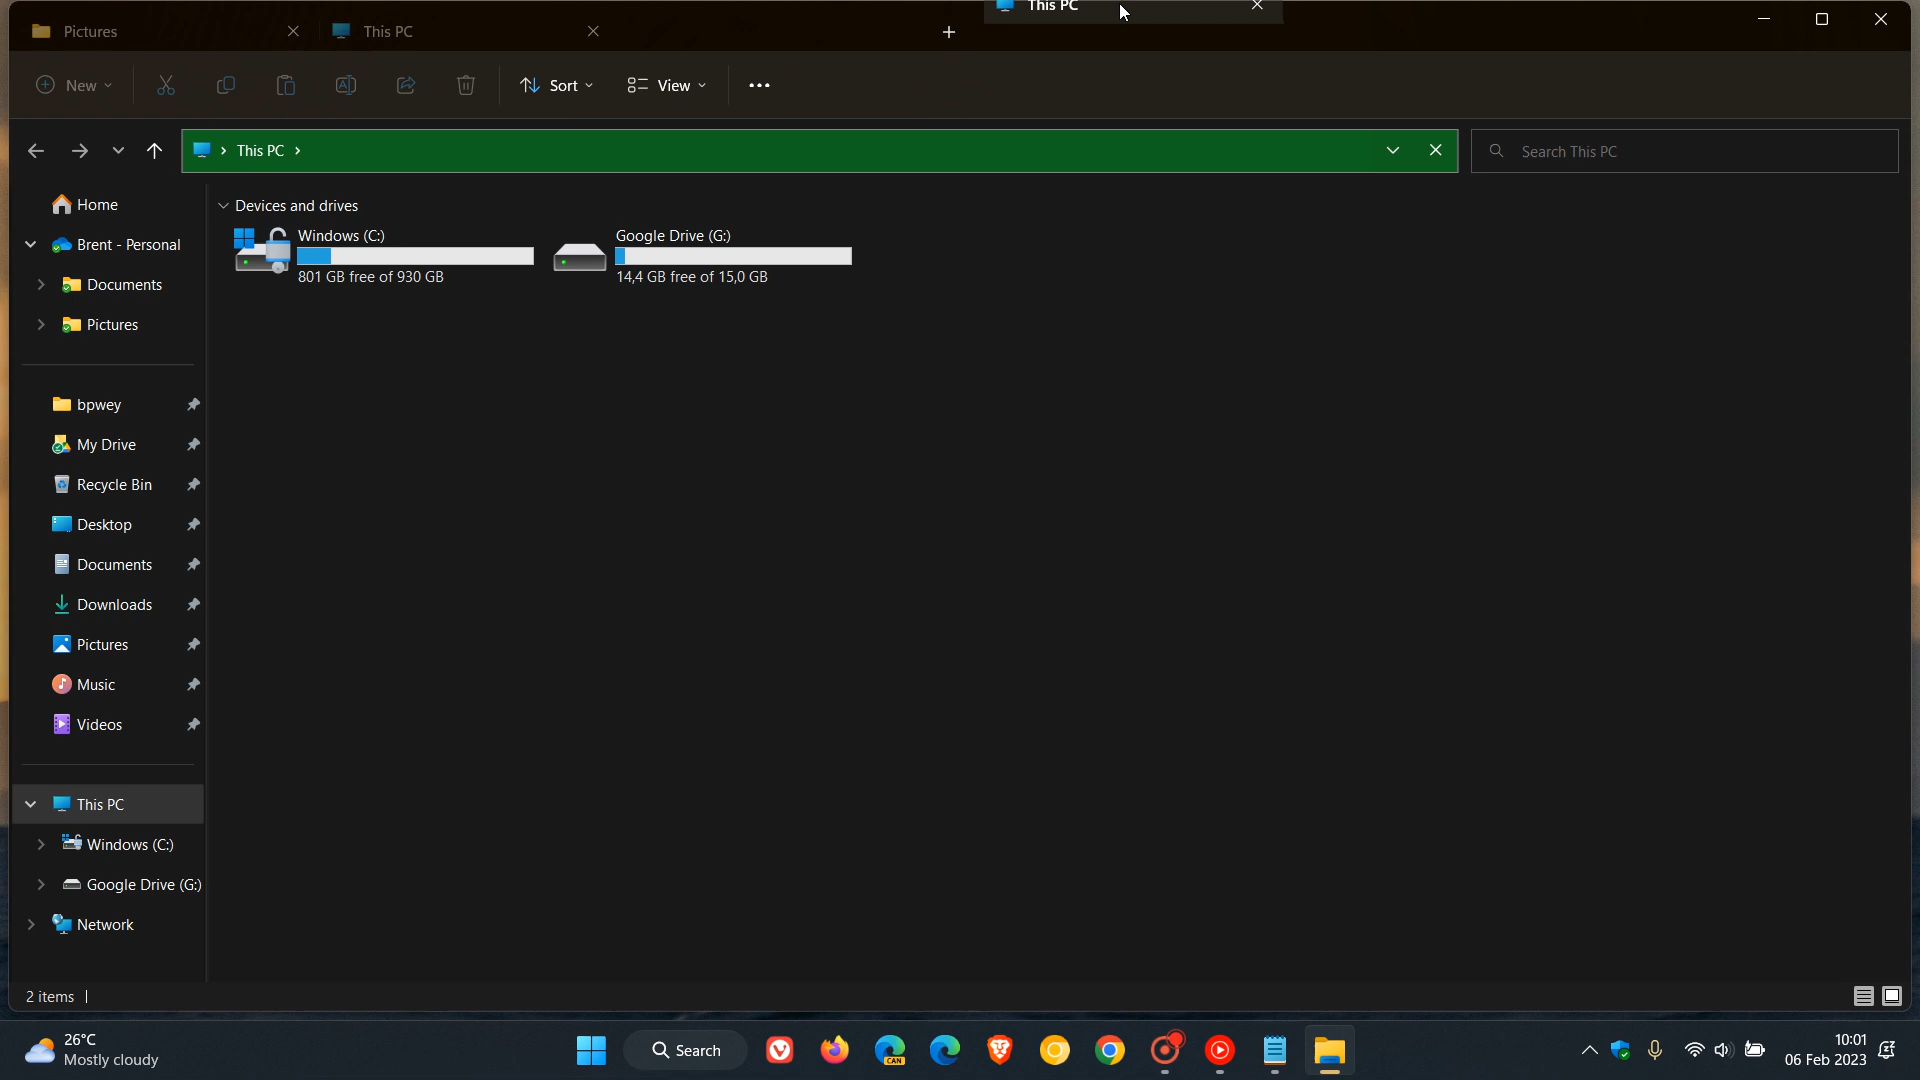 Pictures
This PC
This PC
New
Sort
View
This PC
Search This PC
Home
Brent - Personal
Documents
Pictures
bpwey
My Drive
Recycle Bin
Desktop
Documents
Downloads
Pictures
Music
Videos
This PC
Windows (C:)
Google Drive (G:)
Network
Devices and drives
Windows (C:)
801 GB free of 930 GB
Google Drive (G:)
14,4 GB free of 15,0 GB
2 items
26°C
Mostly cloudy
Search
CAN
10:01
06 Feb 2023